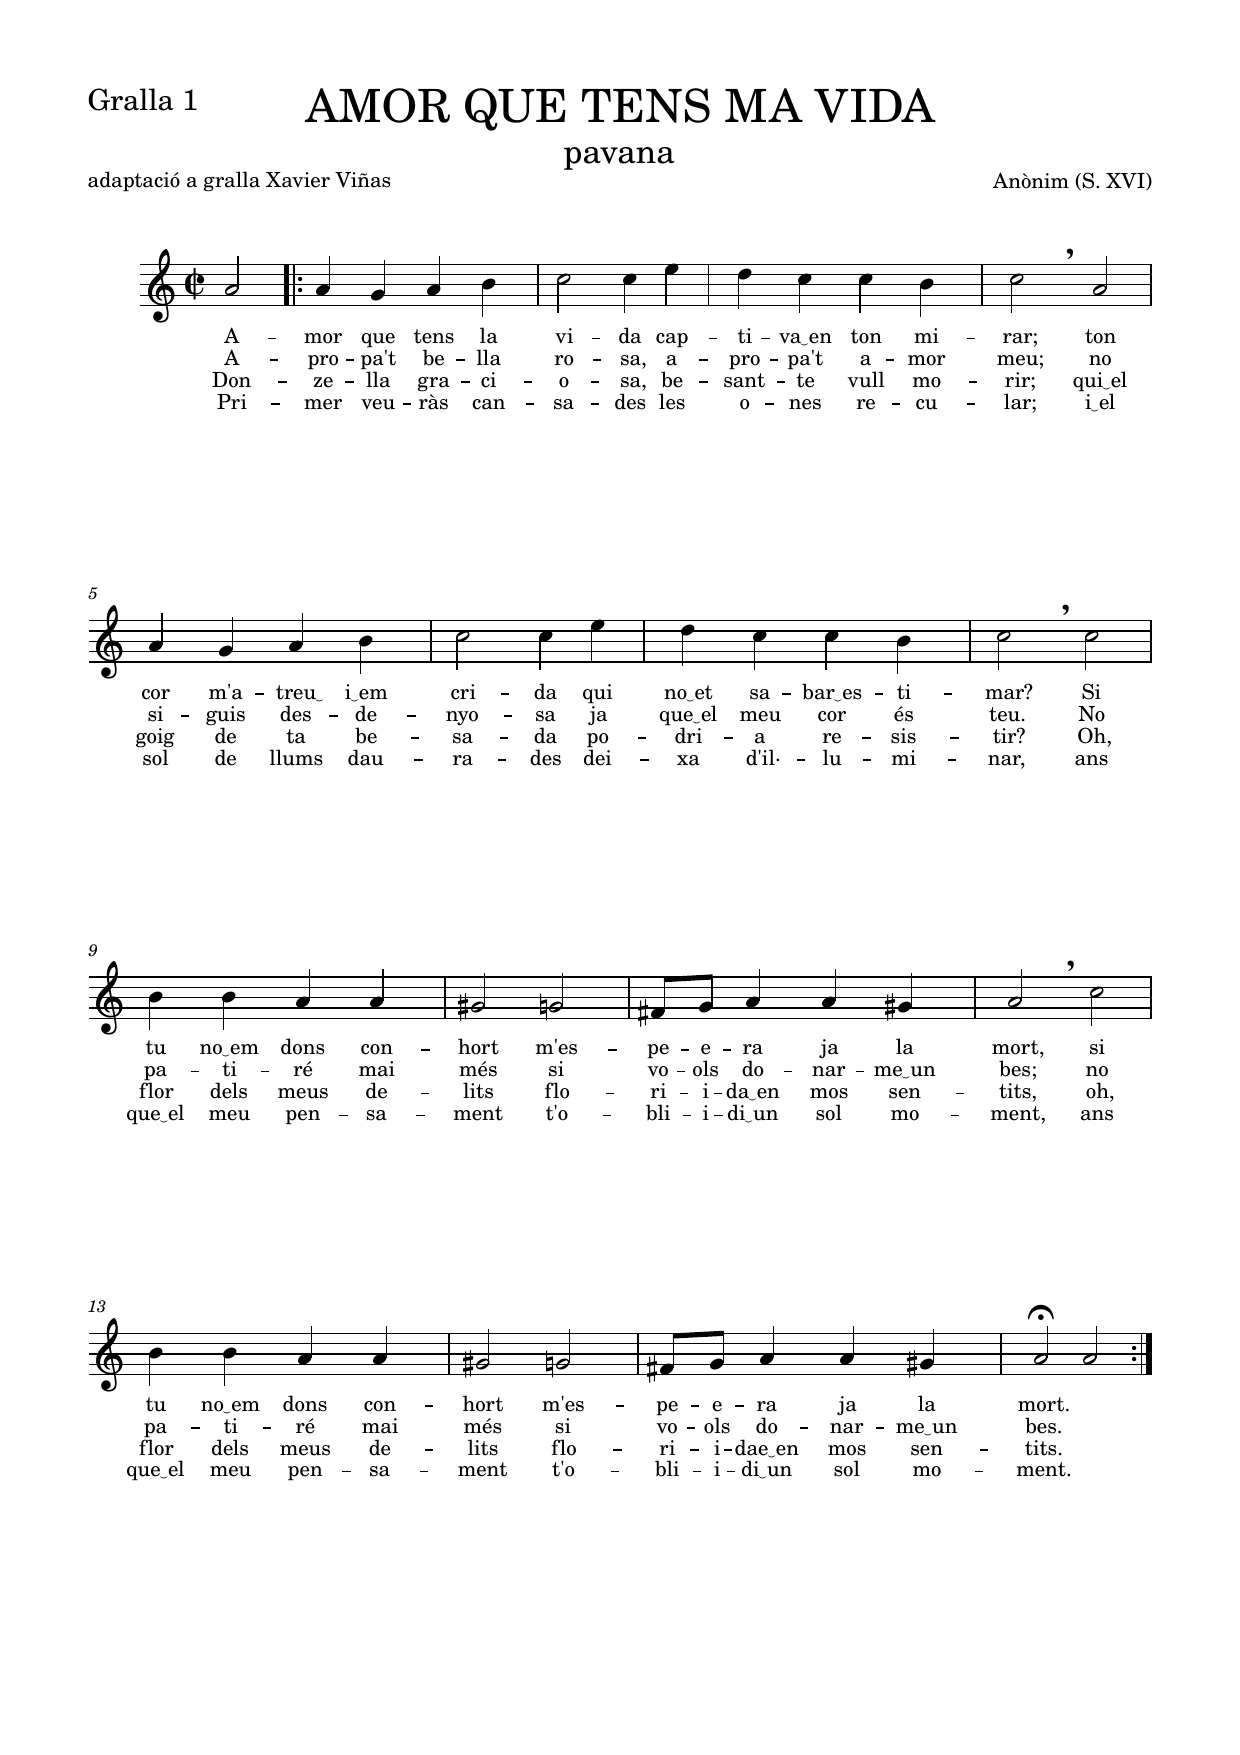 Gralla 1
AMOR QUE TENS MA VIDA
pavana
adaptació a gralla Xavier Viñas
Anònim (S. XVI)
A – mor que tens la vi – da cap – ti – va‿en ton mi – rar; ton
A – pro – pa't be – lla ro – sa, a – pro – pa't a – mor meu; no
Don – ze – lla gra – ci – o – sa, be – sant – te vull mo – rir; qui‿el
Pri – mer veu – ràs can – sa – des les o – nes re – cu – lar; i‿el
5
cor m'a – treu‿ i‿em cri – da qui no‿et sa – bar‿es – ti – mar? Si
si – guis des – de – nyo – sa ja que‿el meu cor és teu. No
goig de ta be – sa – da po – dri – a re – sis – tir? Oh,
sol de llums dau – ra – des dei – xa d'il· – lu – mi – nar, ans
9
tu no‿em dons con – hort m'es – pe – e – ra ja la mort, si
pa – ti – ré mai més si vo – ols do – nar – me‿un bes; no
flor dels meus de – lits flo – ri – i – da‿en mos sen – tits, oh,
que‿el meu pen – sa – ment t'o – bli – i – di‿un sol mo – ment, ans
13
tu no‿em dons con – hort m'es – pe – e – ra ja la mort.
pa – ti – ré mai més si vo – ols do – nar – me‿un bes.
flor dels meus de – lits flo – ri – i – dae‿en mos sen – tits.
que‿el meu pen – sa – ment t'o – bli – i – di‿un sol mo – ment.